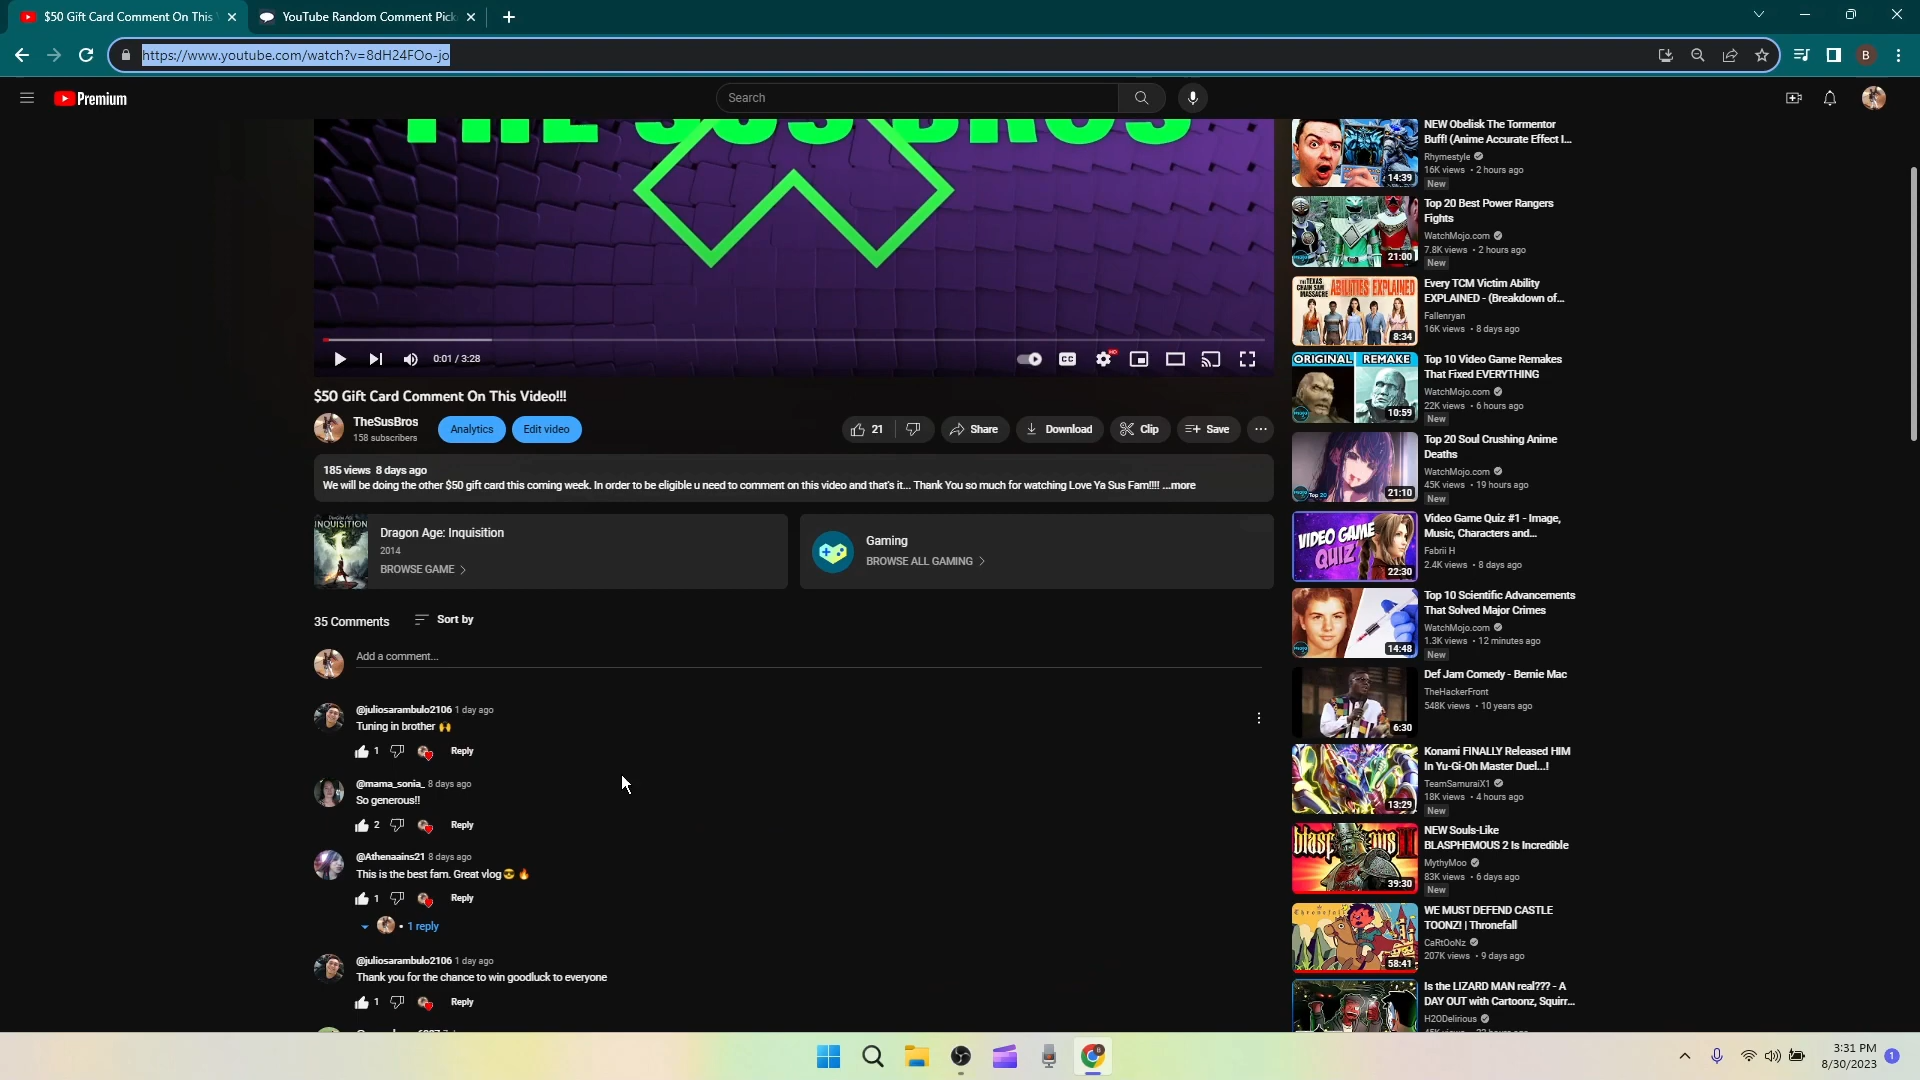 $50 Gift Card Comment On This
YouTube Random Comment Pick
https://www.youtube.com/watch?v=8dH24FOo-jo
B
Premium
Search
THE SUS BROS
0:01 / 3:28
CC
HD
$50 Gift Card Comment On This Video!!!
TheSusBros
158 subscribers
Analytics
Edit video
21
Share
Download
Clip
Save
185 views 8 days ago
We will be doing the other $50 gift card this coming week. In order to be eligible u need to comment on this video and that's it... Thank You so much for watching Love Ya Sus Fam!!!! ...more
INQUISITION
Dragon Age: Inquisition
2014
BROWSE GAME
Gaming
BROWSE ALL GAMING
35 Comments
Sort by
Add a comment...
@juliosarambulo2106 1 day ago
Tuning in brother 🙌
1
Reply
@mama_sonia_ 8 days ago
So generous!!
2
Reply
@Athenaains21 8 days ago
This is the best fam. Great vlog😎🔥
1
Reply
• 1 reply
@juliosarambulo2106 1 day ago
Thank you for the chance to win goodluck to everyone
1
Reply
14:39
NEW Obelisk The Tormentor
Buff! (Anime Accurate Effect I...
Rhymestyle
16K views • 2 hours ago
New
21:00
Top 20 Best Power Rangers
Fights
WatchMojo.com
7.8K views • 2 hours ago
New
THE TEXAS CHAIN SAW MASSACRE
ABILITIES EXPLAINED
8:34
Every TCM Victim Ability
EXPLAINED - (Breakdown of...
Fallenryan
16K views • 8 days ago
ORIGINAL REMAKE
10:59
Top 10 Video Game Remakes
That Fixed EVERYTHING
WatchMojo.com
22K views • 6 hours ago
New
Top 20
21:10
Top 20 Soul Crushing Anime
Deaths
WatchMojo.com
45K views • 19 hours ago
New
VIDEO GAME
QUIZ
22:30
Video Game Quiz #1 - Image,
Music, Characters and...
Fabrii H
2.4K views • 8 days ago
14:48
Top 10 Scientific Advancements
That Solved Major Crimes
WatchMojo.com
1.3K views • 12 minutes ago
New
6:30
Def Jam Comedy - Bernie Mac
TheHackerFront
548K views • 10 years ago
13:29
Konami FINALLY Released HIM
In Yu-Gi-Oh Master Duel...!
TeamSamuraiX1
18K views • 4 hours ago
New
39:30
NEW Souls-Like
BLASPHEMOUS 2 Is Incredible
MythyMoo
83K views • 6 days ago
New
Thronefall
58:41
WE MUST DEFEND CASTLE
TOONZ! | Thronefall
CaRtOoNz
207K views • 9 days ago
Is the LIZARD MAN real??? - A
DAY OUT with Cartoonz, Squirr...
H2ODelirious
3:31 PM
8/30/2023
1